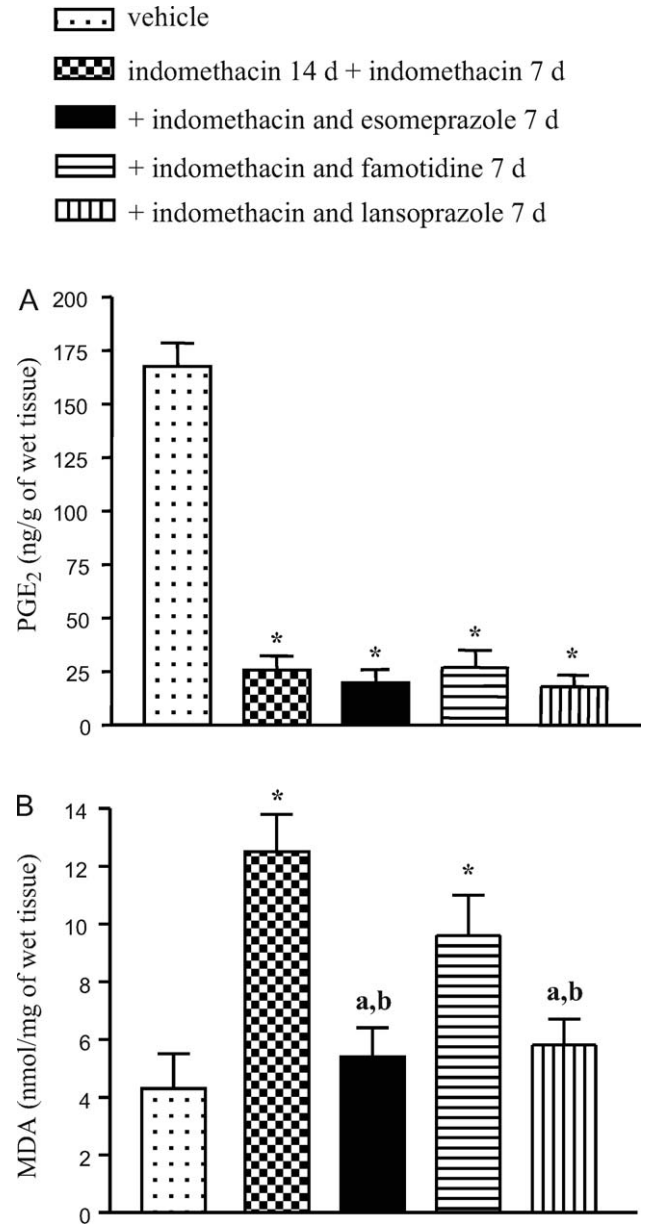 vehicle
indomethacin 14 d + indomethacin 7 d
+ indomethacin and esomeprazole 7 d
+ indomethacin and famotidine 7 d
+ indomethacin and lansoprazole 7 d
A
200
175
150
125
100
75
50
25
0
PGE₂ (ng/g of wet tissue)
* * * *
B
14
12
10
8
6
4
2
0
MDA (nmol/mg of wet tissue)
* a,b * a,b